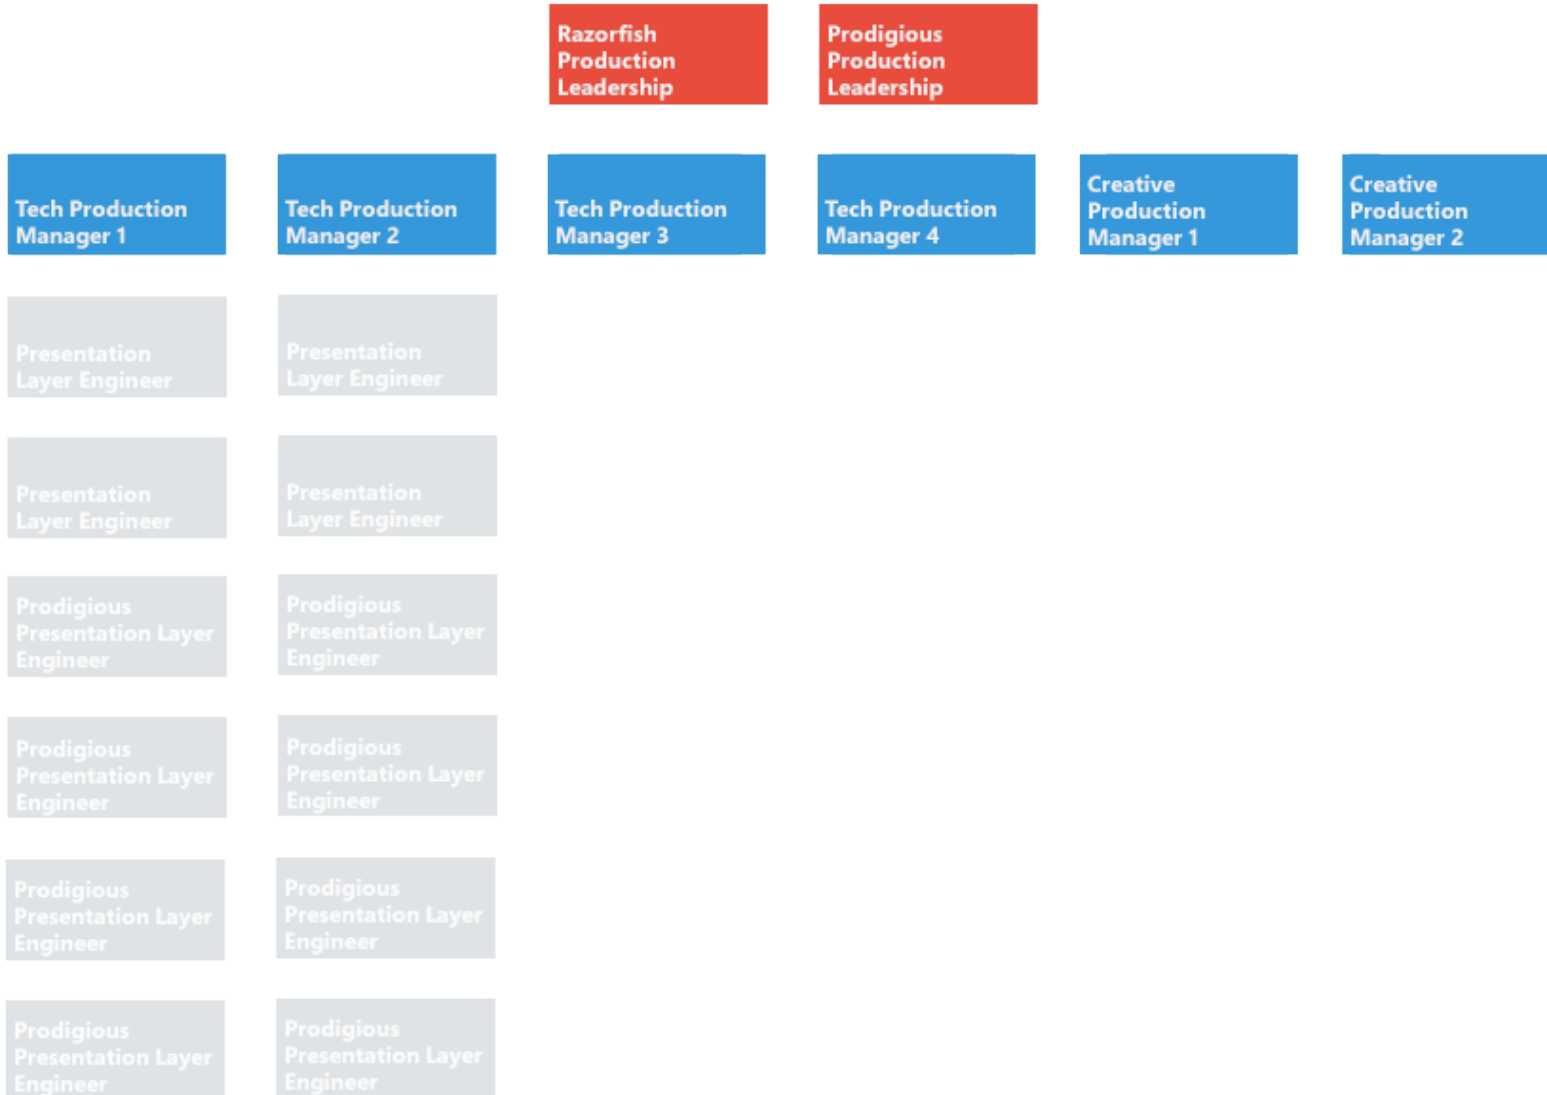 Razorfish
Production
Leadership
Prodigious
Production
Leadership
Tech Production
Manager 1
Tech Production
Manager 2
Tech Production
Manager 3
Tech Production
Manager 4
Creative
Production
Manager 1
Creative
Production
Manager 2
Presentation
Layer Engineer
Presentation
Layer Engineer
Presentation
Layer Engineer
Presentation
Layer Engineer
Prodigious
Presentation Layer
Engineer
Prodigious
Presentation Layer
Engineer
Prodigious
Presentation Layer
Engineer
Prodigious
Presentation Layer
Engineer
Prodigious
Presentation Layer
Engineer
Prodigious
Presentation Layer
Engineer
Prodigious
Presentation Layer
Engineer
Prodigious
Presentation Layer
Engineer